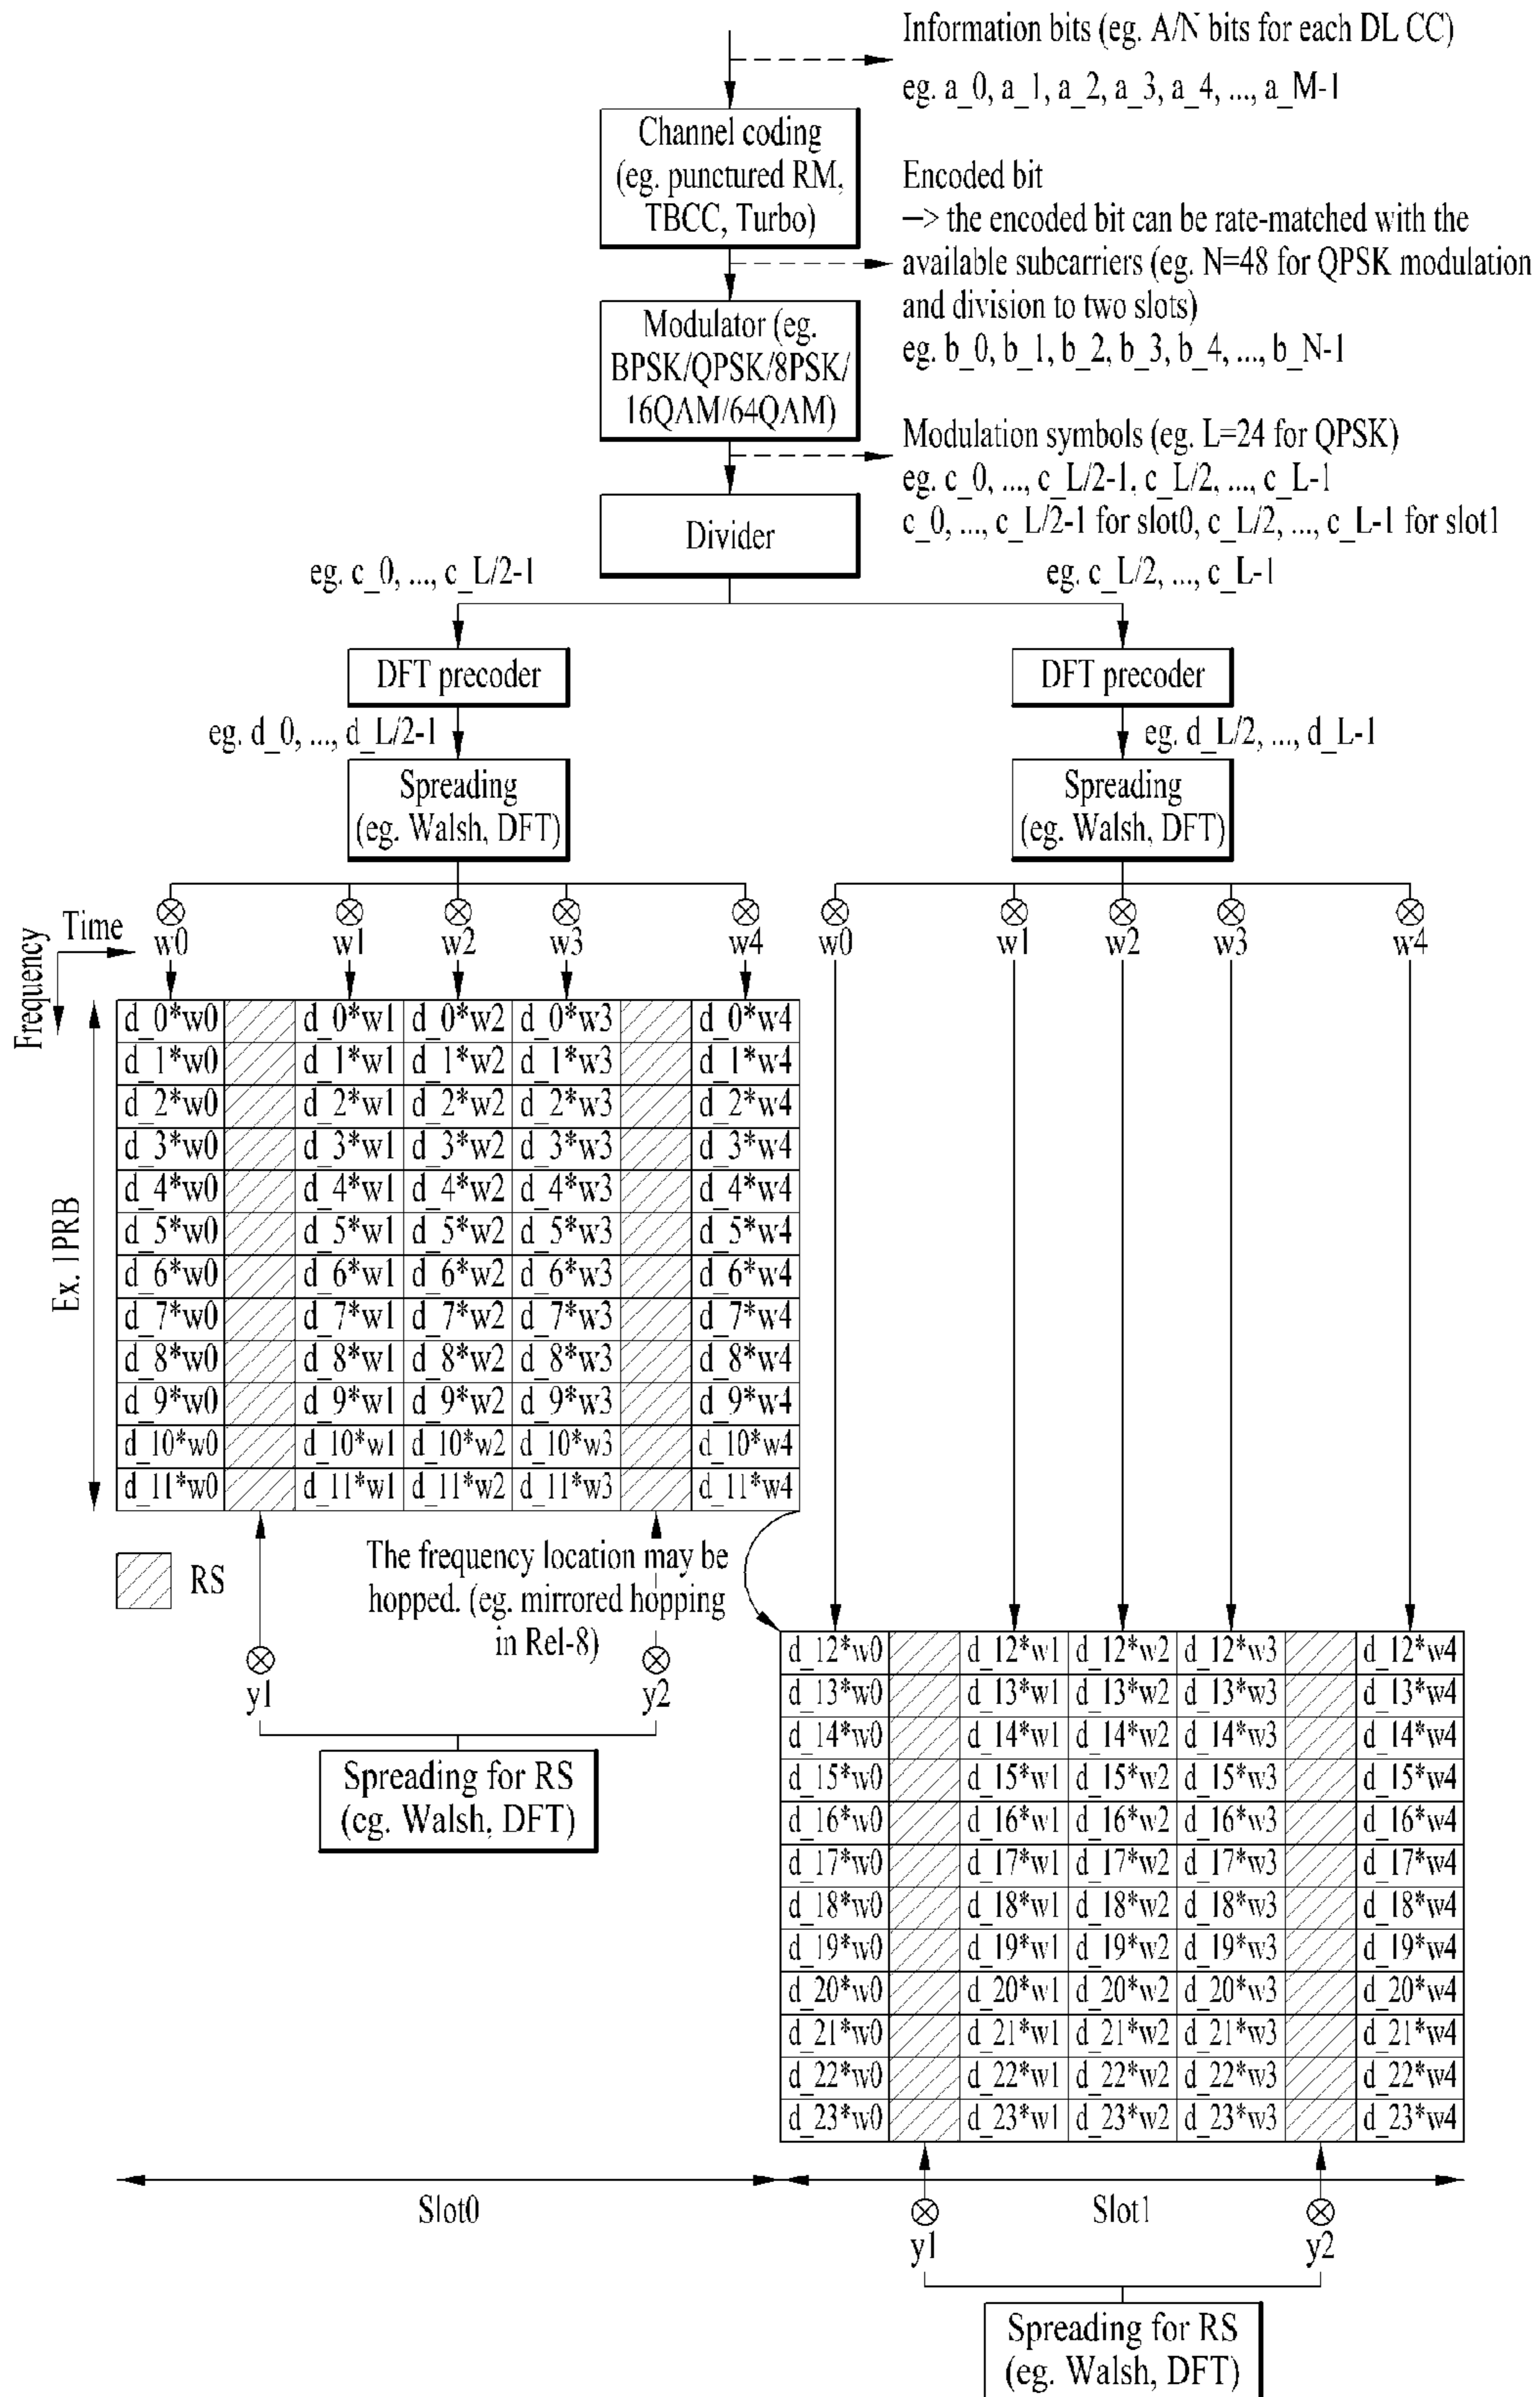 Information bits (eg. A/N bits for each DL CC)
eg. a_0, a_1, a_2, a_3, a_4, ..., a_M-1
Channel coding
(eg. punctured RM,
TBCC, Turbo)
Encoded bit
—> the encoded bit can be rate-matched with the
available subcarriers (eg. N=48 for QPSK modulation
and division to two slots)
eg. b_0, b_1, b_2, b_3, b_4, ..., b_N-1
Modulator (eg.
BPSK/QPSK/8PSK/
16QAM/64QAM)
Modulation symbols (eg. L=24 for QPSK)
eg. c_0, ..., c_L/2-1, c_L/2, ..., c_L-1
c_0, ..., c_L/2-1 for slot0, c_L/2, ..., c_L-1 for slot1
Divider
eg. c_0, ..., c_L/2-1
eg. c_L/2, ..., c_L-1
DFT precoder
DFT precoder
eg. d_0, ..., d_L/2-1
eg. d_L/2, ..., d_L-1
Spreading
(eg. Walsh, DFT)
Spreading
(eg. Walsh, DFT)
Time
Frequency
w0 w1 w2 w3 w4
w0 w1 w2 w3 w4
d_0*w0 d_0*w1 d_0*w2 d_0*w3 d_0*w4
d_1*w0 d_1*w1 d_1*w2 d_1*w3 d_1*w4
d_2*w0 d_2*w1 d_2*w2 d_2*w3 d_2*w4
d_3*w0 d_3*w1 d_3*w2 d_3*w3 d_3*w4
d_4*w0 d_4*w1 d_4*w2 d_4*w3 d_4*w4
d_5*w0 d_5*w1 d_5*w2 d_5*w3 d_5*w4
d_6*w0 d_6*w1 d_6*w2 d_6*w3 d_6*w4
d_7*w0 d_7*w1 d_7*w2 d_7*w3 d_7*w4
d_8*w0 d_8*w1 d_8*w2 d_8*w3 d_8*w4
d_9*w0 d_9*w1 d_9*w2 d_9*w3 d_9*w4
d_10*w0 d_10*w1 d_10*w2 d_10*w3 d_10*w4
d_11*w0 d_11*w1 d_11*w2 d_11*w3 d_11*w4
Ex. 1PRB
RS
The frequency location may be
hopped. (eg. mirrored hopping
in Rel-8)
y1 y2
Spreading for RS
(eg. Walsh, DFT)
d_12*w0 d_12*w1 d_12*w2 d_12*w3 d_12*w4
d_13*w0 d_13*w1 d_13*w2 d_13*w3 d_13*w4
d_14*w0 d_14*w1 d_14*w2 d_14*w3 d_14*w4
d_15*w0 d_15*w1 d_15*w2 d_15*w3 d_15*w4
d_16*w0 d_16*w1 d_16*w2 d_16*w3 d_16*w4
d_17*w0 d_17*w1 d_17*w2 d_17*w3 d_17*w4
d_18*w0 d_18*w1 d_18*w2 d_18*w3 d_18*w4
d_19*w0 d_19*w1 d_19*w2 d_19*w3 d_19*w4
d_20*w0 d_20*w1 d_20*w2 d_20*w3 d_20*w4
d_21*w0 d_21*w1 d_21*w2 d_21*w3 d_21*w4
d_22*w0 d_22*w1 d_22*w2 d_22*w3 d_22*w4
d_23*w0 d_23*w1 d_23*w2 d_23*w3 d_23*w4
Slot0
Slot1
y1 y2
Spreading for RS
(eg. Walsh, DFT)